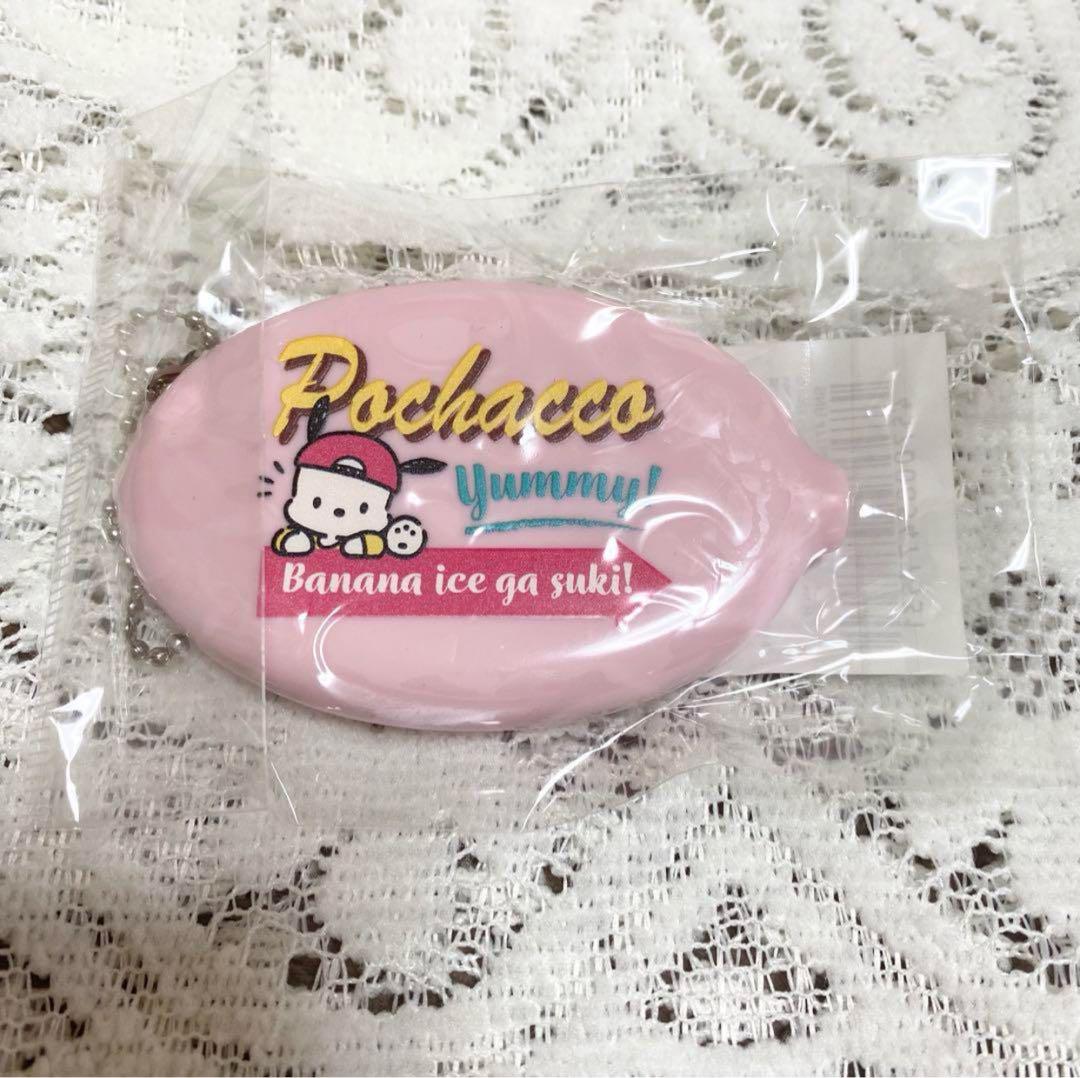 Pochacco
Yummy!
Banana ice ga suki!